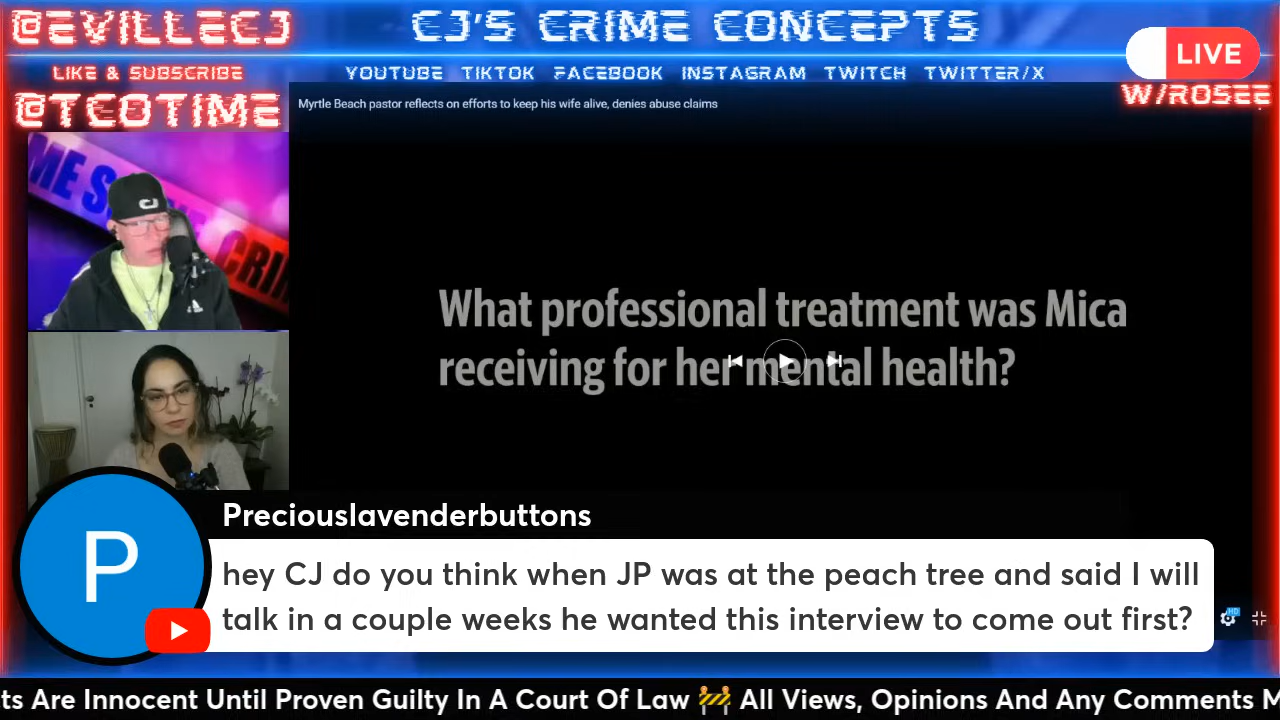 @EVILLECJ
CJ'S CRIME CONCEPTS
LIVE
LIKE & SUBSCRIBE
YOUTUBE TIKTOK FACEBOOK INSTAGRAM TWITCH TWITTER/X
@TCOTIME
W/ROSEE
Myrtle Beach pastor reflects on efforts to keep his wife alive, denies abuse claims
CJ
CRI
What professional treatment was Mica
receiving for her mental health?
P
Preciouslavenderbuttons
hey CJ do you think when JP was at the peach tree and said I will
talk in a couple weeks he wanted this interview to come out first?
HD
ts Are Innocent Until Proven Guilty In A Court Of Law 🚧 All Views, Opinions And Any Comments M